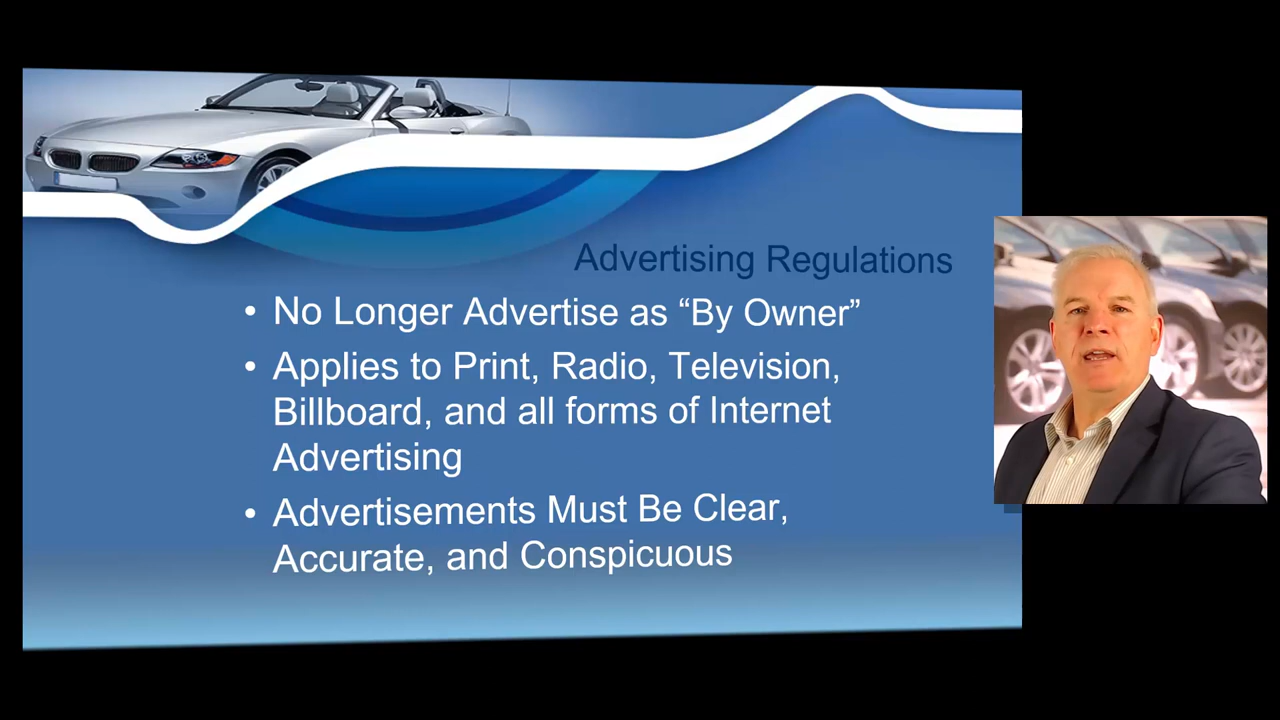 Advertising Regulations
• No Longer Advertise as “By Owner”
• Applies to Print, Radio, Television,
Billboard, and all forms of Internet
Advertising
• Advertisements Must Be Clear,
Accurate, and Conspicuous